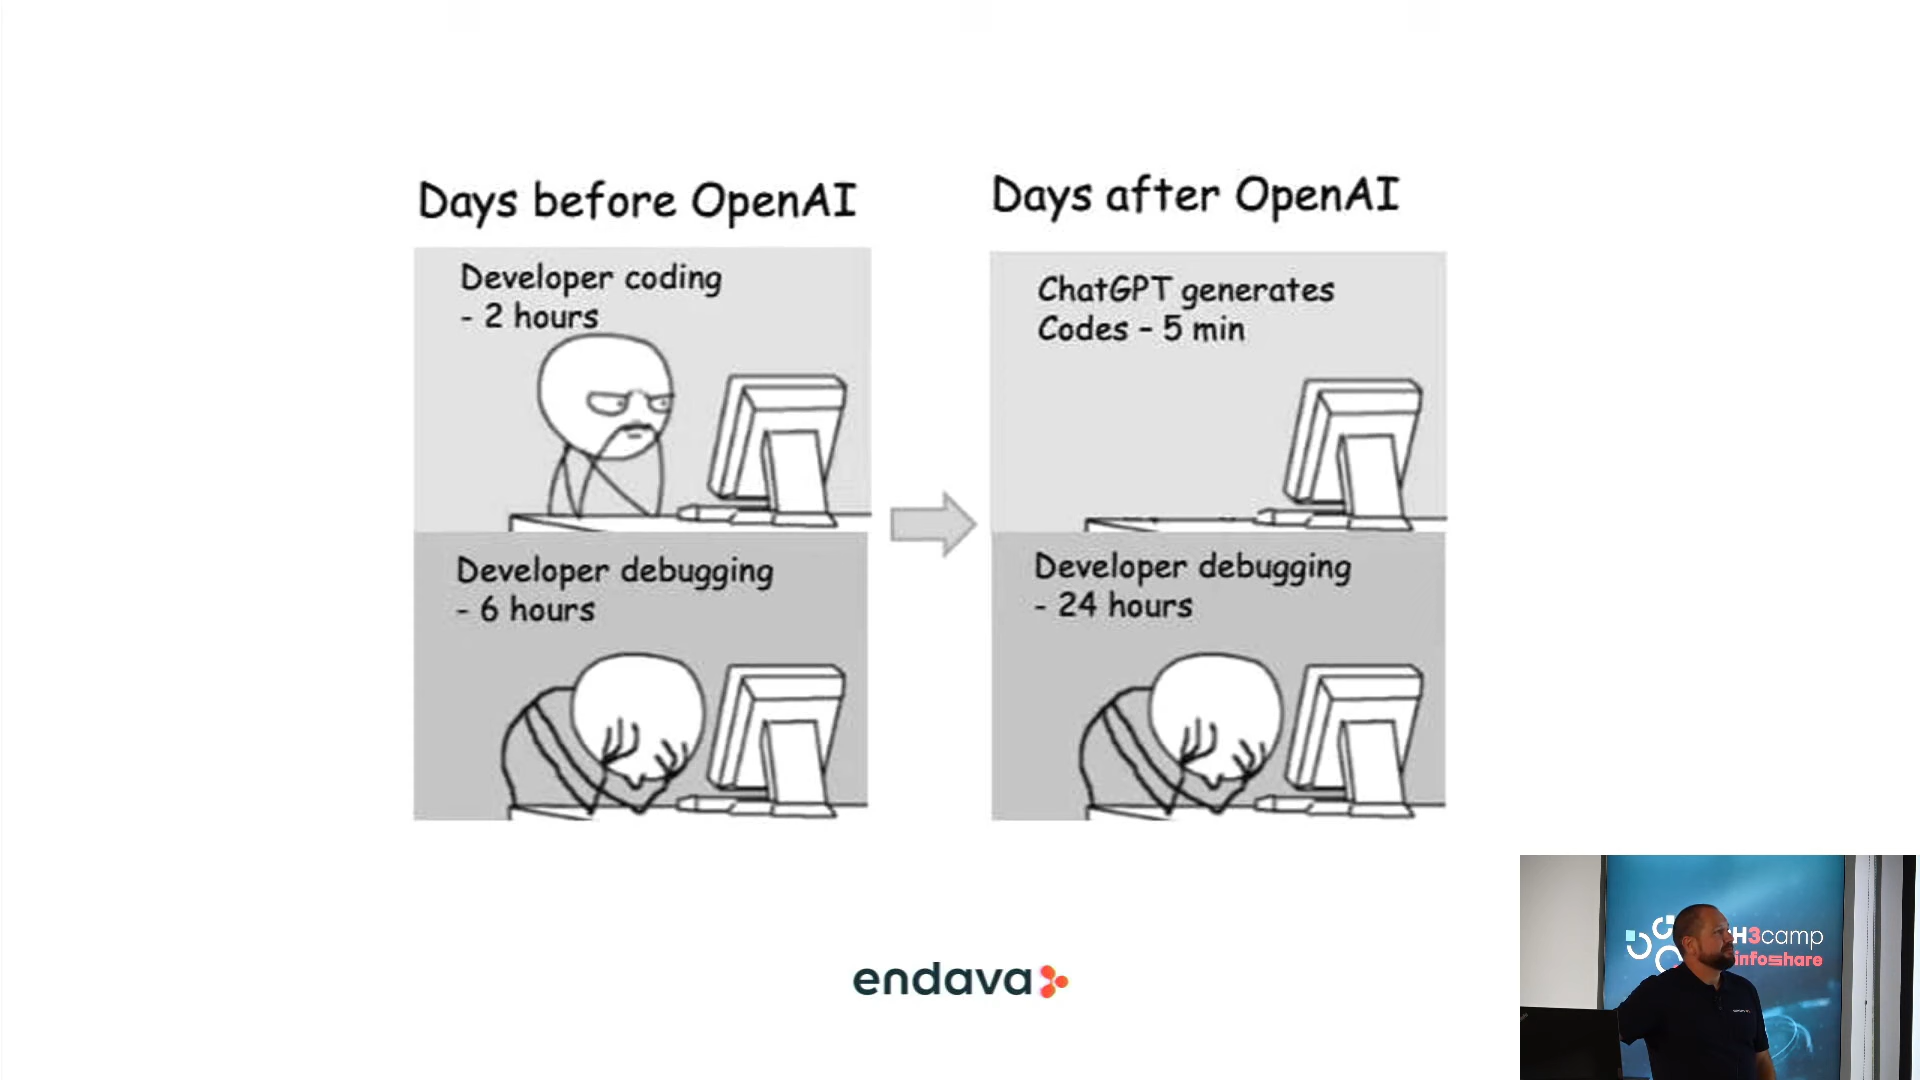 Days before OpenAI
Developer coding
- 2 hours
Developer debugging
- 6 hours
Days after OpenAI
ChatGPT generates
Codes - 5 min
Developer debugging
- 24 hours
endava
H3camp
infoshare